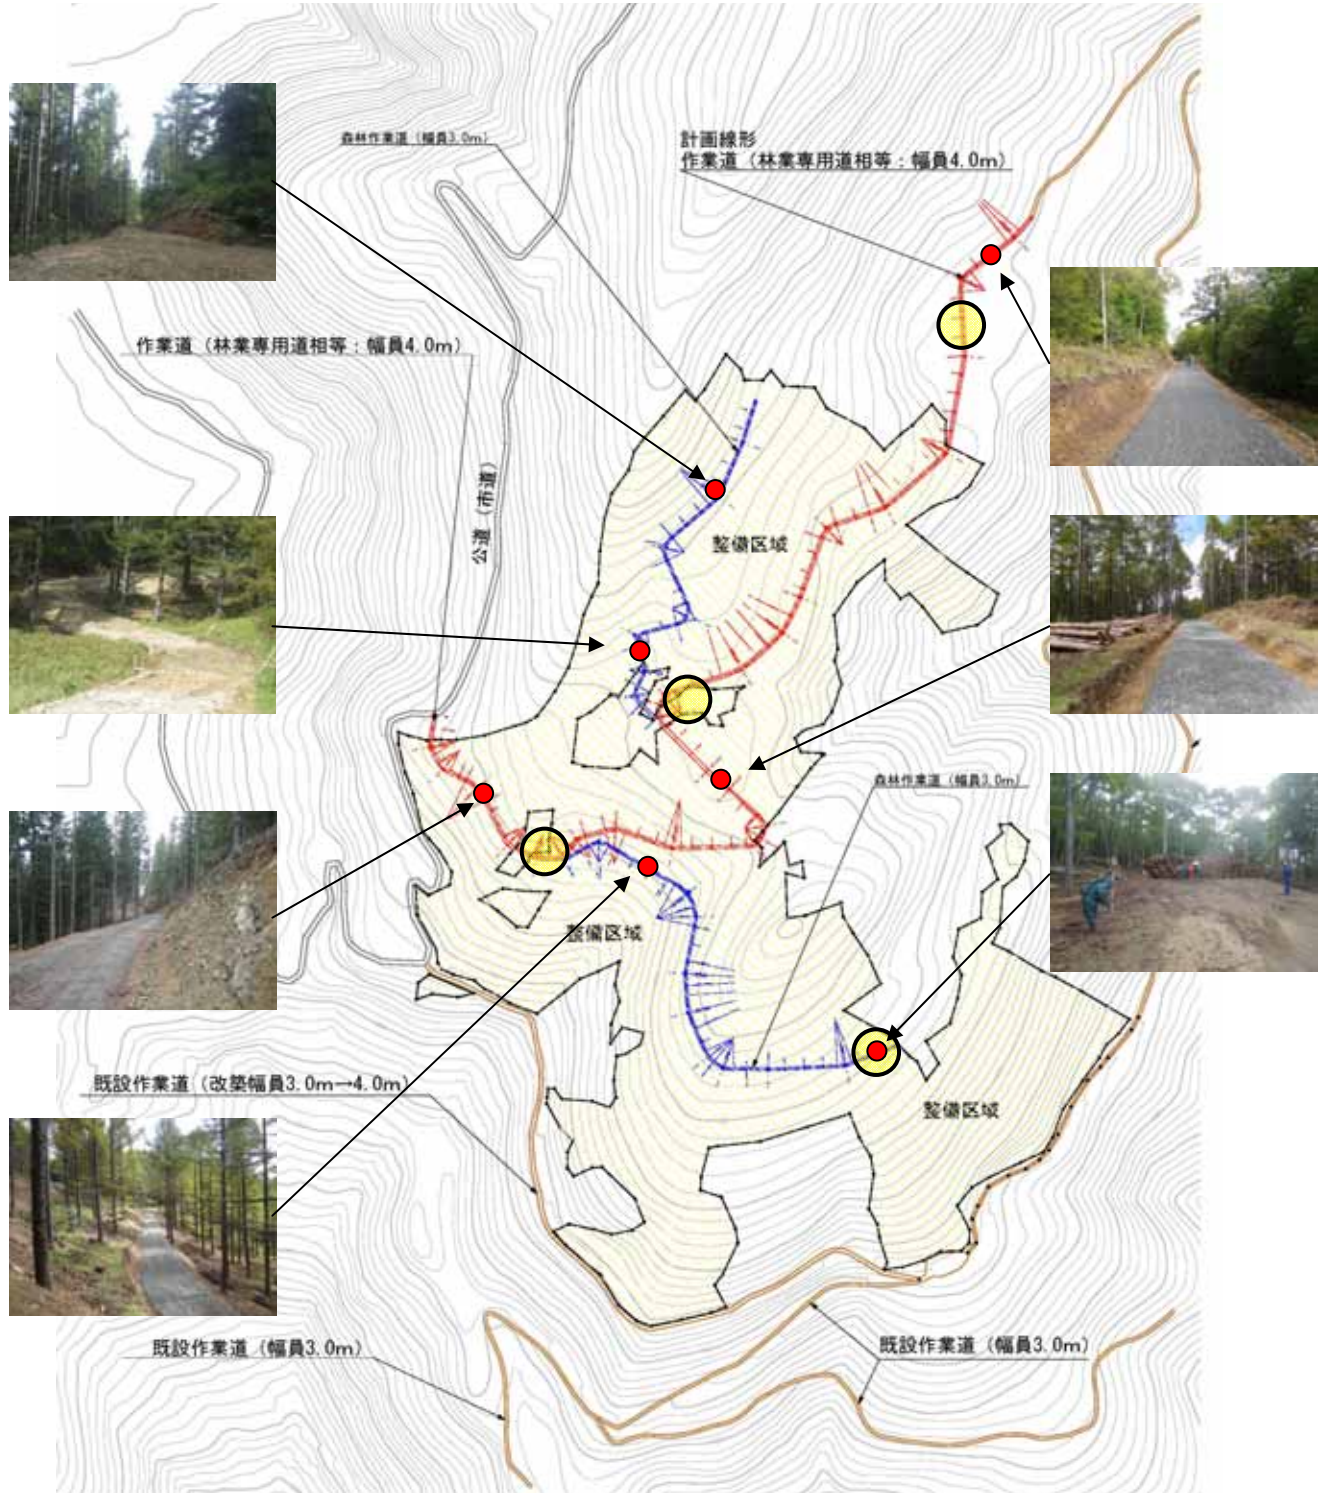 森林作業道（幅員3.0m）
計画線形
作業道（林業専用道相等：幅員4.0m）
作業道（林業専用道相等：幅員4.0m）
公道（市道）
整備区域
森林作業道（幅員3.0m）
整備区域
既設作業道（改築幅員3.0m→4.0m）
整備区域
既設作業道（幅員3.0m）
既設作業道（幅員3.0m）